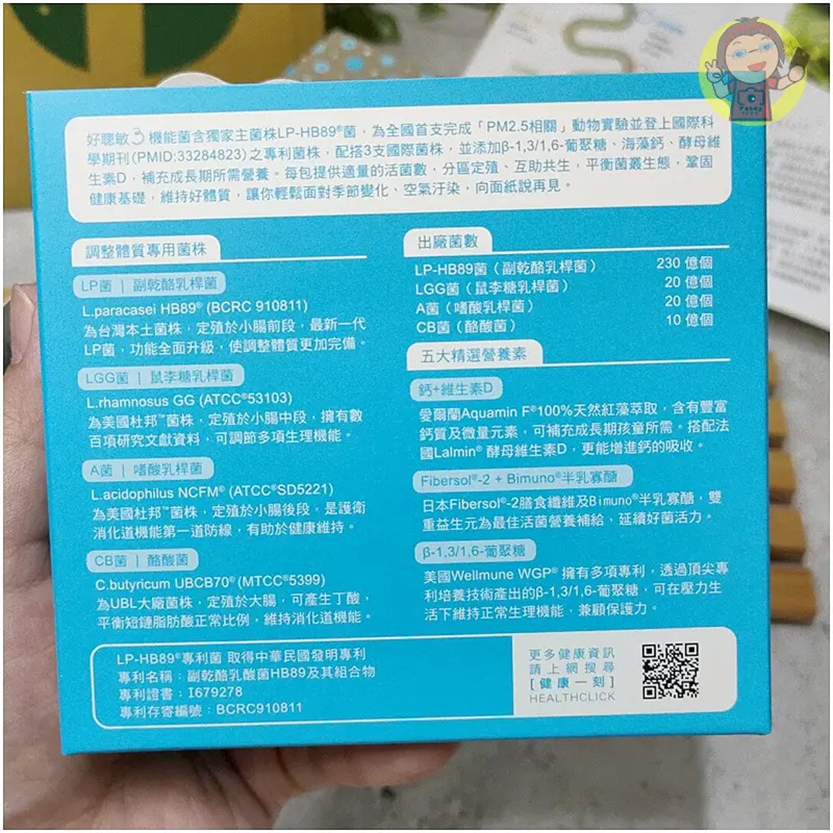 好聰敏3機能菌含獨家主菌株LP-HB89®菌，為全國首支完成「PM2.5相關」動物實驗並登上國際科
學期刊(PMID:33284823)之專利菌株，配搭3支國際菌株，並添加β-1,3/1,6-葡聚糖、海藻鈣、酵母維
生素D，補充成長期所需營養。每包提供適量的活菌數，分區定殖、互助共生，平衡菌叢生態，鞏固
健康基礎，維持好體質，讓你輕鬆面對季節變化、空氣汙染，向面紙說再見。
調整體質專用菌株
LP菌 | 副乾酪乳桿菌
L.paracasei HB89® (BCRC 910811)
為台灣本土菌株，定殖於小腸前段，最新一代
LP菌，功能全面升級，使調整體質更加完備。
LGG菌 | 鼠李糖乳桿菌
L.rhamnosus GG (ATCC®53103)
為美國杜邦™菌株，定殖於小腸中段，擁有數
百項研究文獻資料，可調節多項生理機能。
A菌 | 嗜酸乳桿菌
L.acidophilus NCFM® (ATCC®SD5221)
為美國杜邦™菌株，定殖於小腸後段，是護衛
消化道機能第一道防線，有助於健康維持。
CB菌 | 酪酸菌
C.butyricum UBCB70® (MTCC®5399)
為UBL大廠菌株，定殖於大腸，可產生丁酸，
平衡短鏈脂肪酸正常比例，維持消化道機能。
出廠菌數
LP-HB89菌（副乾酪乳桿菌） 230 億個
LGG菌（鼠李糖乳桿菌） 20 億個
A菌（嗜酸乳桿菌） 20 億個
CB菌（酪酸菌） 10 億個
五大精選營養素
鈣+維生素D
愛爾蘭Aquamin F®100%天然紅藻萃取，含有豐富
鈣質及微量元素，可補充成長期孩童所需。搭配法
國Lalmin® 酵母維生素D，更能增進鈣的吸收。
Fibersol®-2 + Bimuno®半乳寡醣
日本Fibersol®-2膳食纖維及Bimuno®半乳寡醣，雙
重益生元為最佳活菌營養補給，延續好菌活力。
β-1,3/1,6-葡聚糖
美國Wellmune WGP® 擁有多項專利，透過頂尖專
利培養技術產出的β-1,3/1,6-葡聚糖，可在壓力生
活下維持正常生理機能，兼顧保護力。
LP-HB89®專利菌 取得中華民國發明專利
專利名稱：副乾酪乳酸菌HB89及其組合物
專利證書：I679278
專利存寄編號：BCRC910811
更多健康資訊
請上網搜尋
[ 健康一刻 ]
HEALTHCLICK